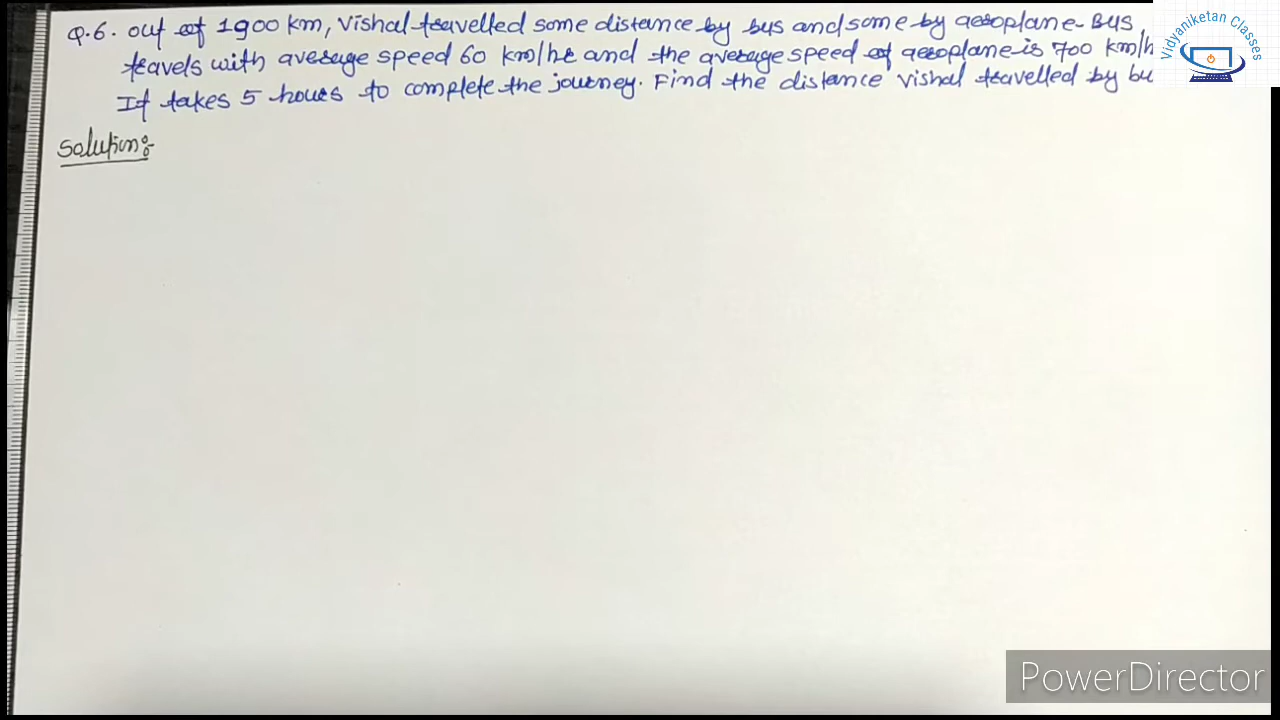 Q.6. Out of 1900 km, Vishal travelled some distance by bus and some by aeroplane. Bus
travels with average speed 60 km/hr and the average speed of aeroplane is 700 km/h
It takes 5 hours to complete the journey. Find the distance Vishal travelled by bu
Solution:
Vidyaniketan Classes
PowerDirector